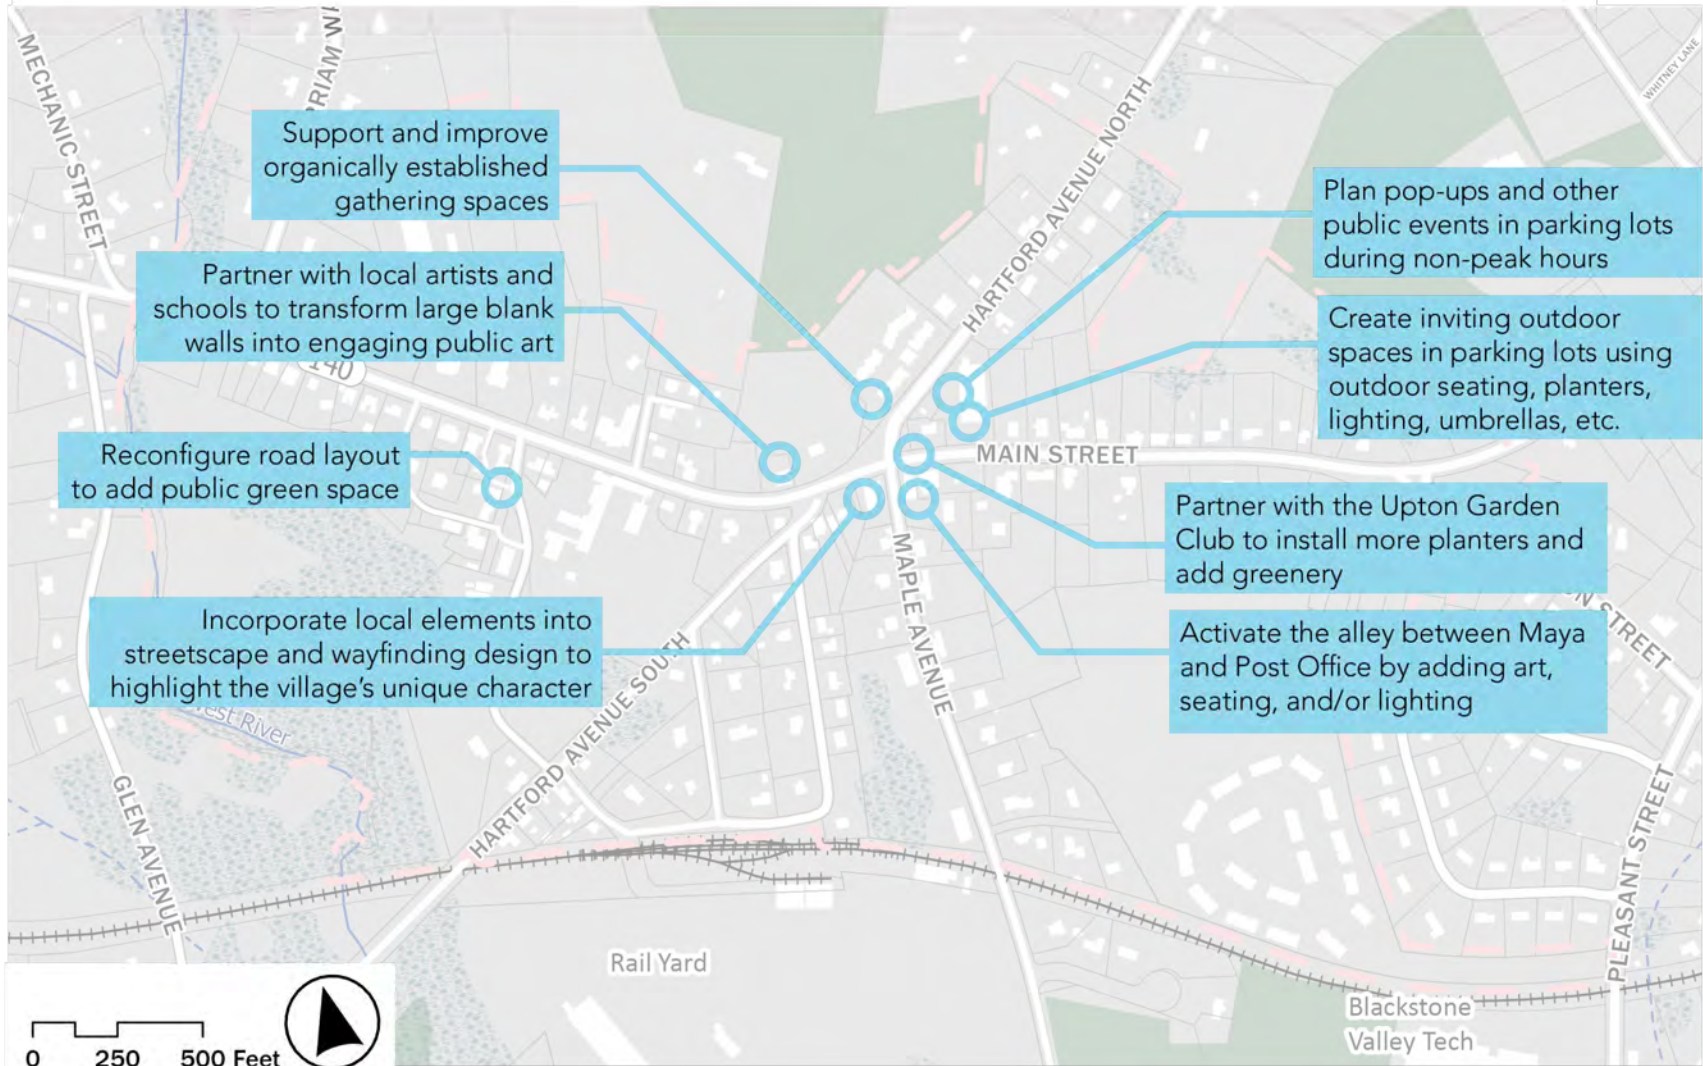 MECHANIC STREET
PRIAM
WHITNEY LANE
HARTFORD AVENUE NORTH
Support and improve
organically established
gathering spaces
Plan pop-ups and other
public events in parking lots
during non-peak hours
Partner with local artists and
schools to transform large blank
walls into engaging public art
Create inviting outdoor
spaces in parking lots using
outdoor seating, planters,
lighting, umbrellas, etc.
140
MAIN STREET
Reconfigure road layout
to add public green space
Partner with the Upton Garden
Club to install more planters and
add greenery
MAPLE AVENUE
Incorporate local elements into
streetscape and wayfinding design to
highlight the village's unique character
Activate the alley between Maya
and Post Office by adding art,
seating, and/or lighting
STREET
HARTFORD AVENUE SOUTH
West River
GLEN AVENUE
PLEASANT STREET
Rail Yard
Blackstone
Valley Tech
0 250 500 Feet